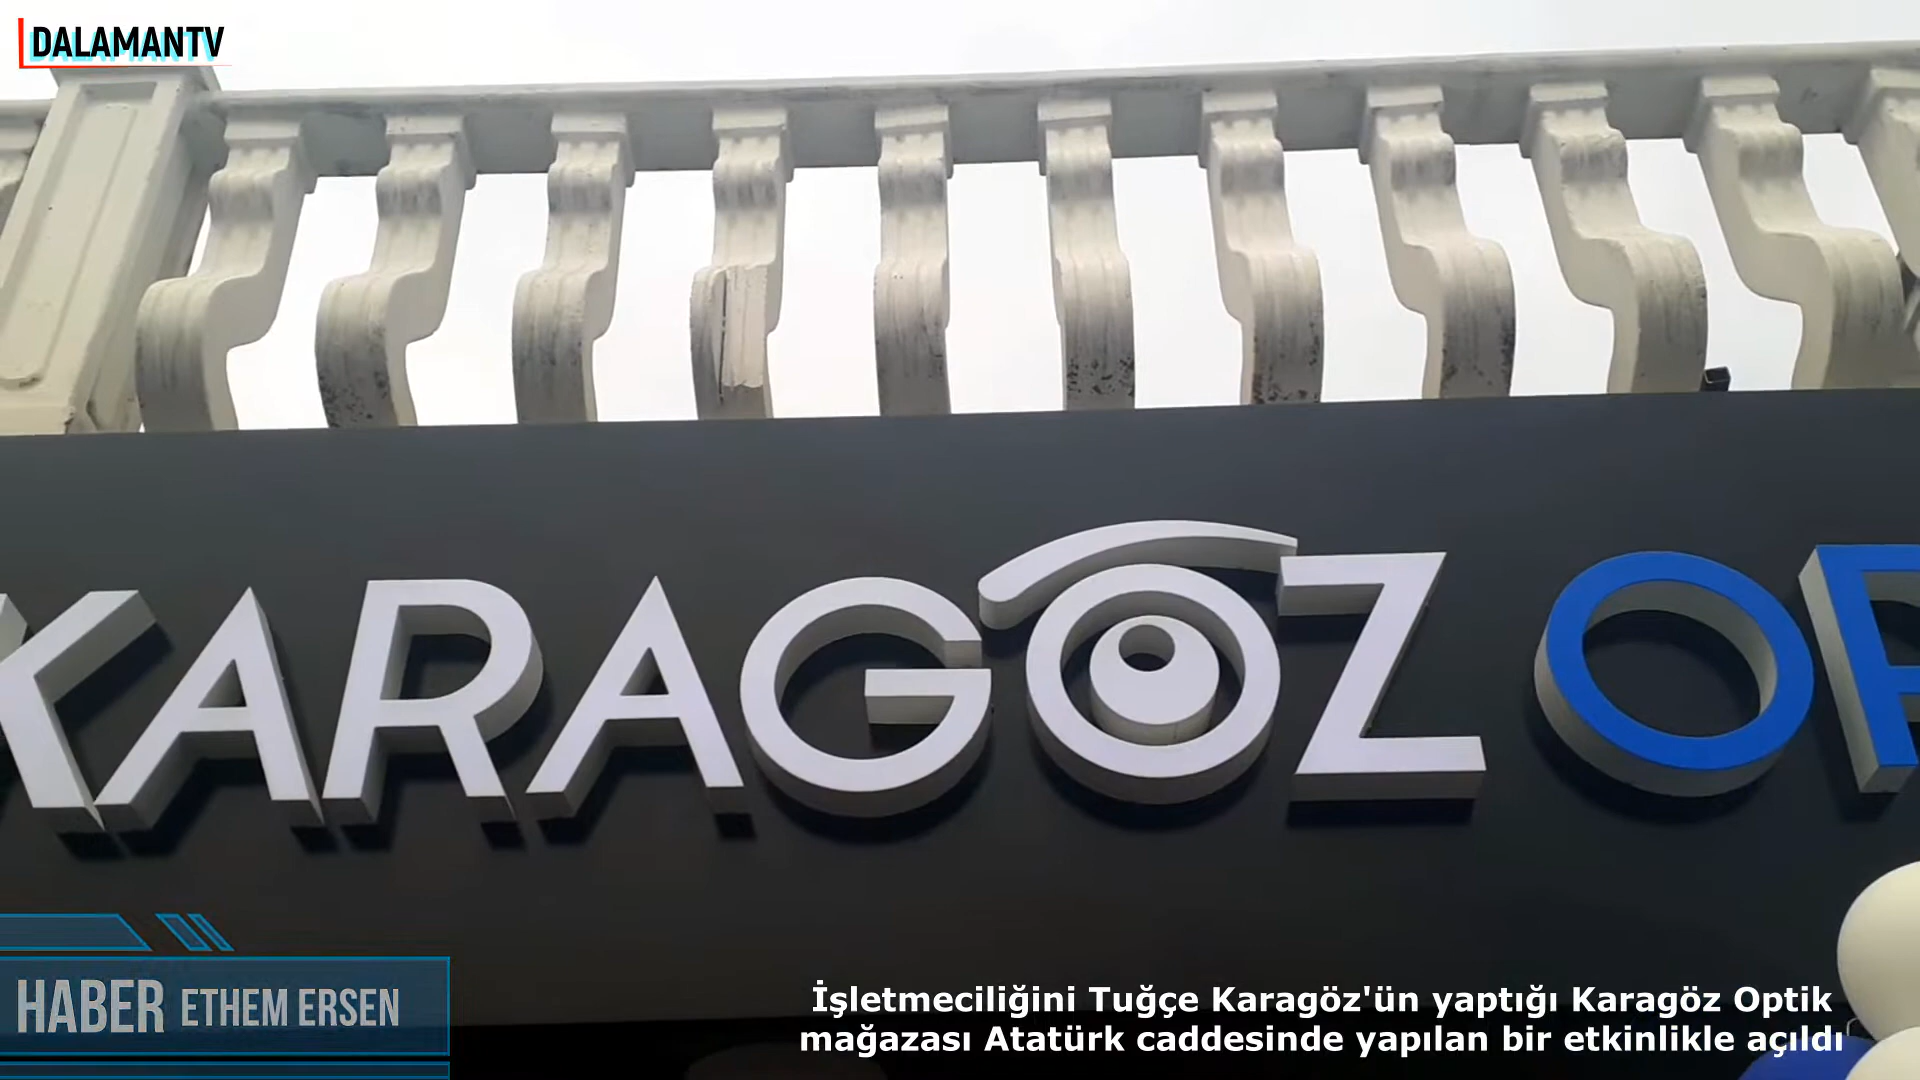 DALAMANTV
KARAGÖZ OP
HABER ETHEM ERSEN
İşletmeciliğini Tuğçe Karagöz'ün yaptığı Karagöz Optik
mağazası Atatürk caddesinde yapılan bir etkinlikle açıldı